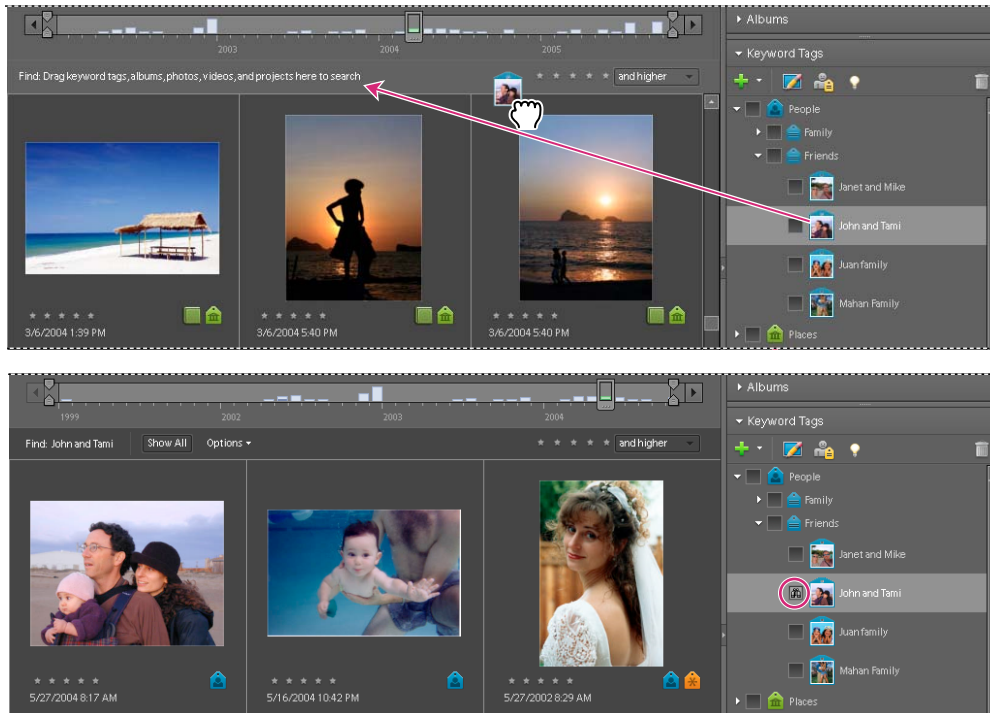 Albums
2003 2004 2005
Keyword Tags
Find: Drag keyword tags, albums, photos, videos, and projects here to search
and higher
People
Family
Friends
Janet and Mike
John and Tami
Juan family
Mahan Family
Places
3/6/2004 1:39 PM
3/6/2004 5:40 PM
3/6/2004 5:40 PM
Albums
1999 2002 2003 2004
Keyword Tags
Find: John and Tami
Show All
Options
and higher
People
Family
Friends
Janet and Mike
John and Tami
Juan family
Mahan Family
Places
5/27/2004 8:17 AM
5/16/2004 10:42 PM
5/27/2002 8:29 AM